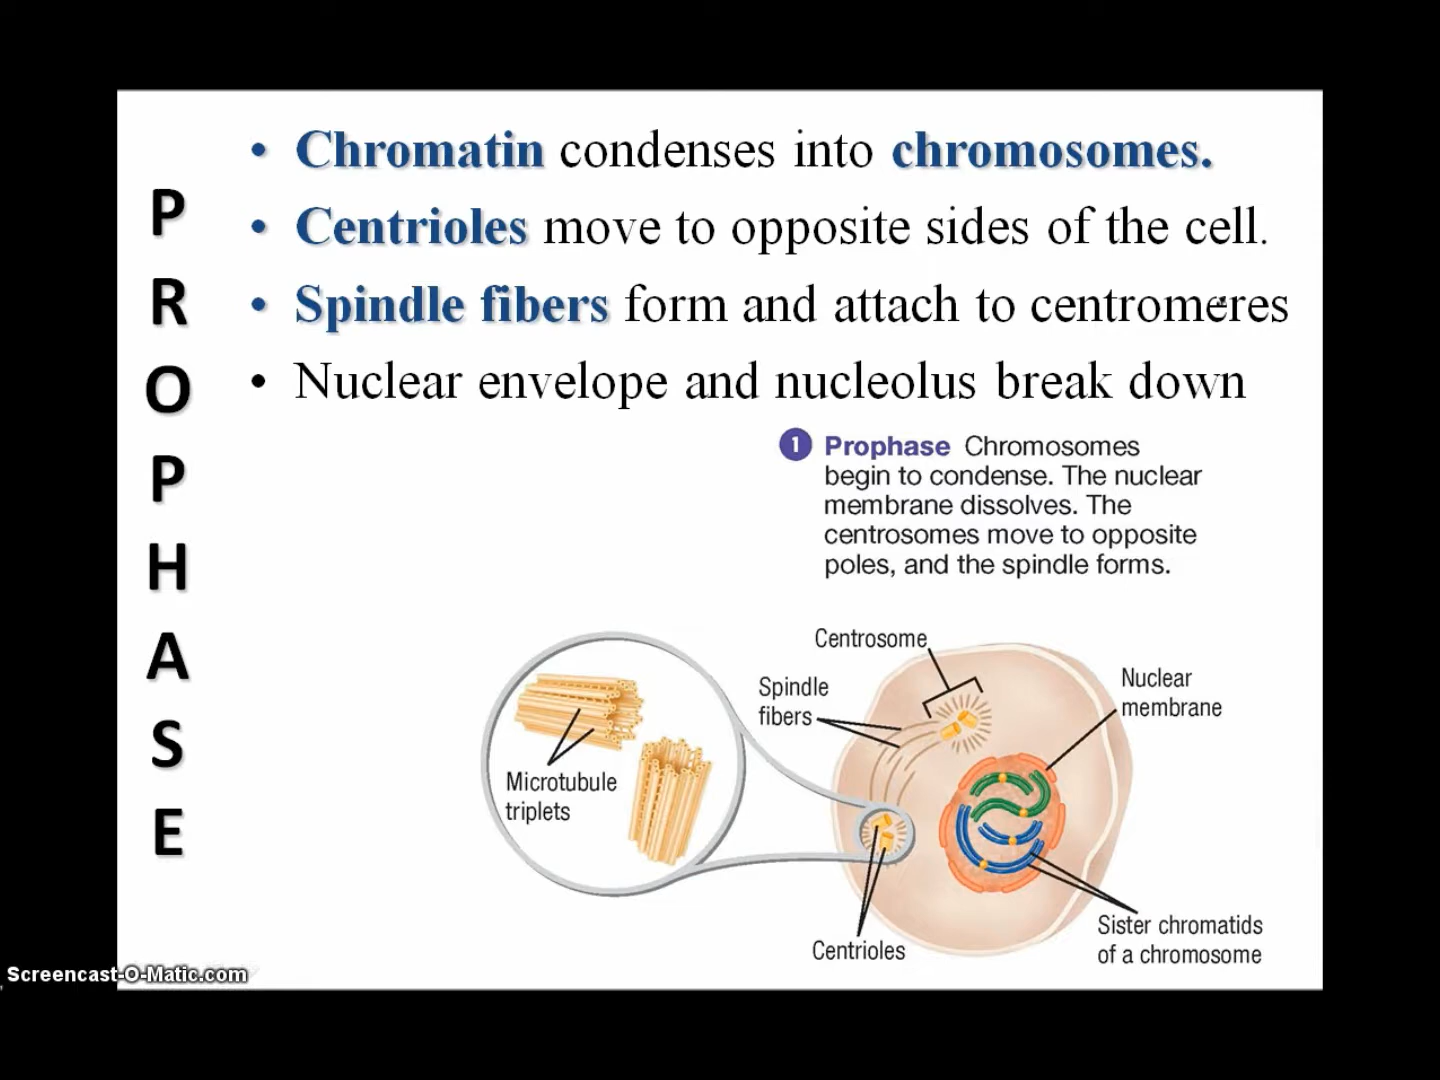 PROPHASE
• Chromatin condenses into chromosomes.
• Centrioles move to opposite sides of the cell.
• Spindle fibers form and attach to centromeres
• Nuclear envelope and nucleolus break down
1 Prophase Chromosomes
begin to condense. The nuclear
membrane dissolves. The
centrosomes move to opposite
poles, and the spindle forms.
Centrosome
Spindle
fibers
Nuclear
membrane
Microtubule
triplets
Centrioles
Sister chromatids
of a chromosome
Screencast-O-Matic.com